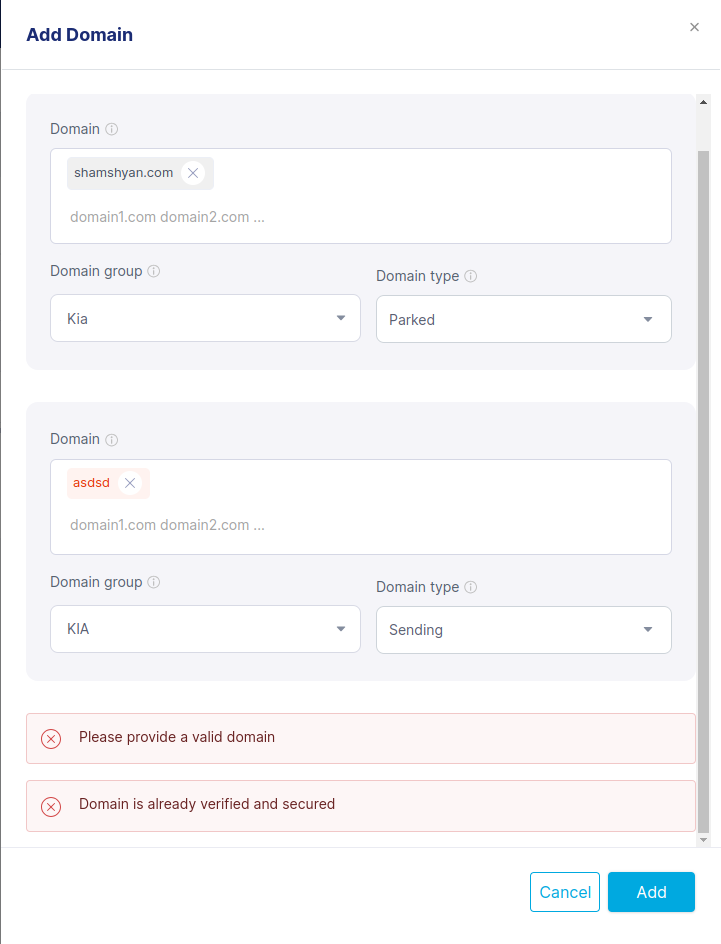 Add Domain
Domain
shamshyan.com
domain1.com domain2.com ...
Domain group
Domain type
Kia
Parked
Domain
asdsd
domain1.com domain2.com ...
Domain group
Domain type
KIA
Sending
Please provide a valid domain
Domain is already verified and secured
Cancel
Add